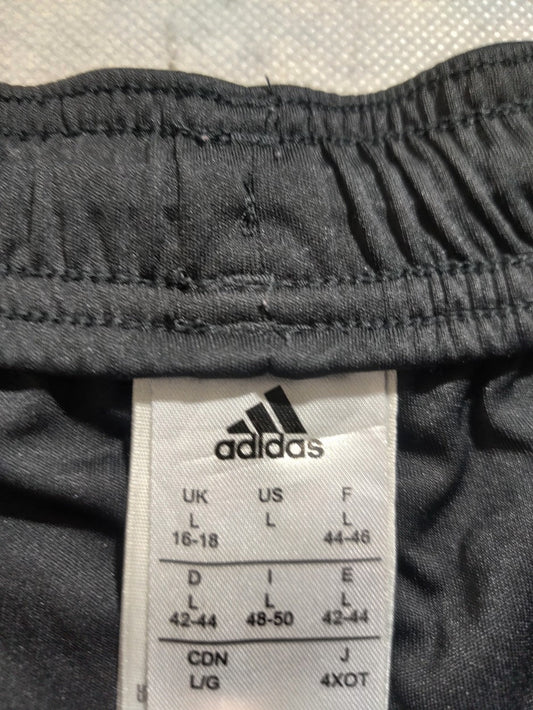 adidas
UK US F
L L L
16-18 44-46
D I E
L L L
42-44 48-50 42-44
CDN J
L/G 4XOT